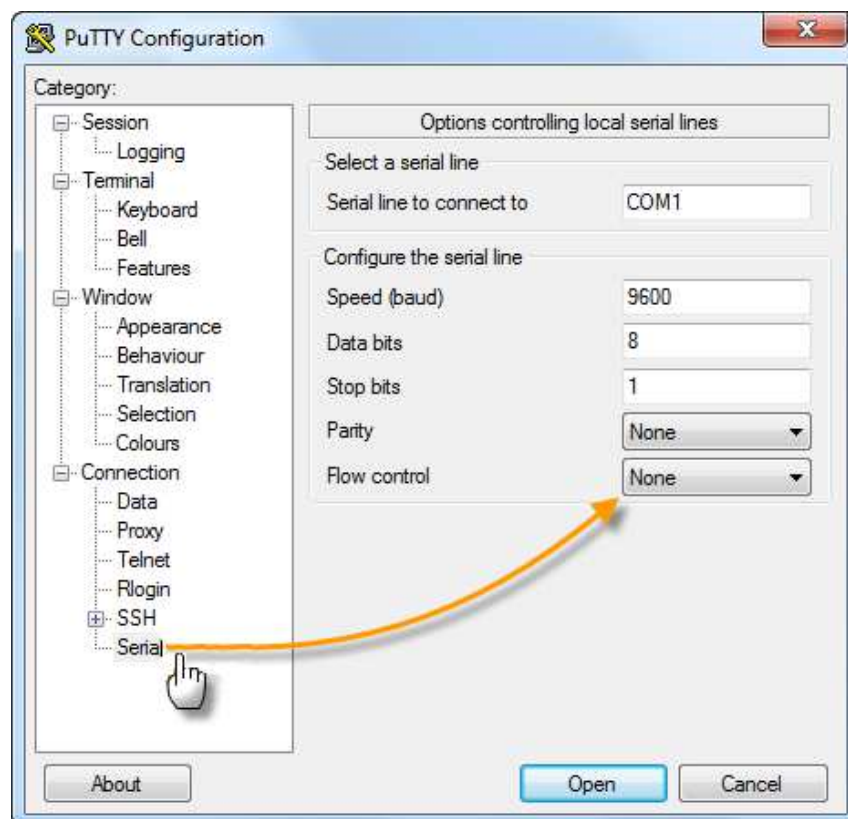 PuTTY Configuration
Category:
Session
Logging
Terminal
Keyboard
Bell
Features
Window
Appearance
Behaviour
Translation
Selection
Colours
Connection
Data
Proxy
Telnet
Rlogin
SSH
Serial
Options controlling local serial lines
Select a serial line
Serial line to connect to COM1
Configure the serial line
Speed (baud) 9600
Data bits 8
Stop bits 1
Parity None
Flow control None
About Open Cancel